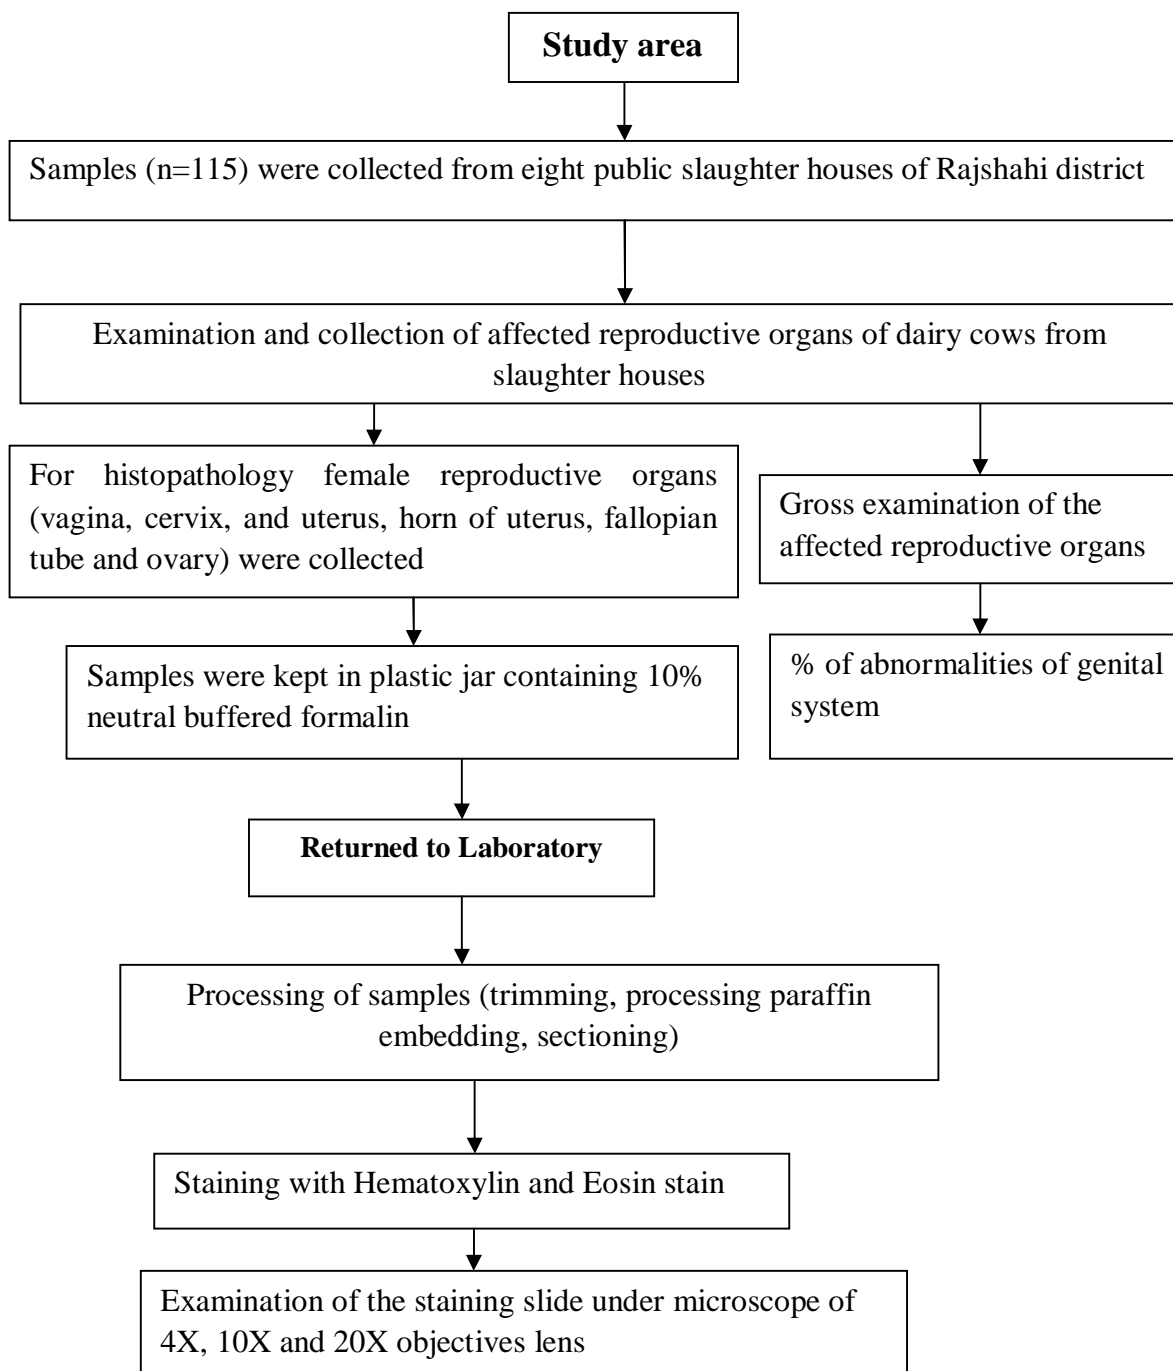 Study area
Samples (n=115) were collected from eight public slaughter houses of Rajshahi district
Examination and collection of affected reproductive organs of dairy cows from
slaughter houses
For histopathology female reproductive organs
(vagina, cervix, and uterus, horn of uterus, fallopian
tube and ovary) were collected
Gross examination of the
affected reproductive organs
Samples were kept in plastic jar containing 10%
neutral buffered formalin
% of abnormalities of genital
system
Returned to Laboratory
Processing of samples (trimming, processing paraffin
embedding, sectioning)
Staining with Hematoxylin and Eosin stain
Examination of the staining slide under microscope of
4X, 10X and 20X objectives lens